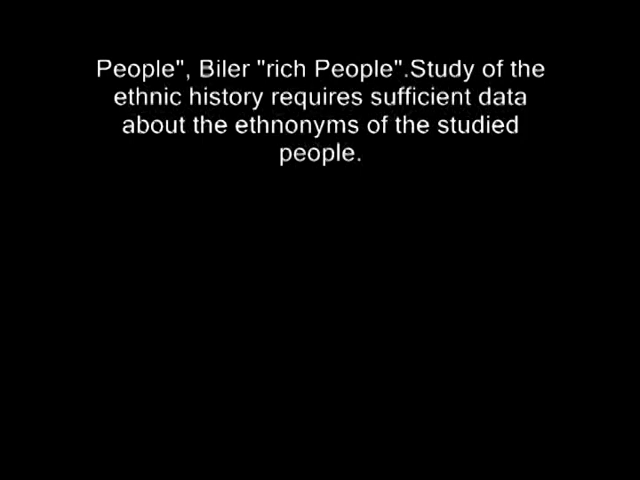 People", Biler "rich People".Study of the
ethnic history requires sufficient data
about the ethnonyms of the studied
people.